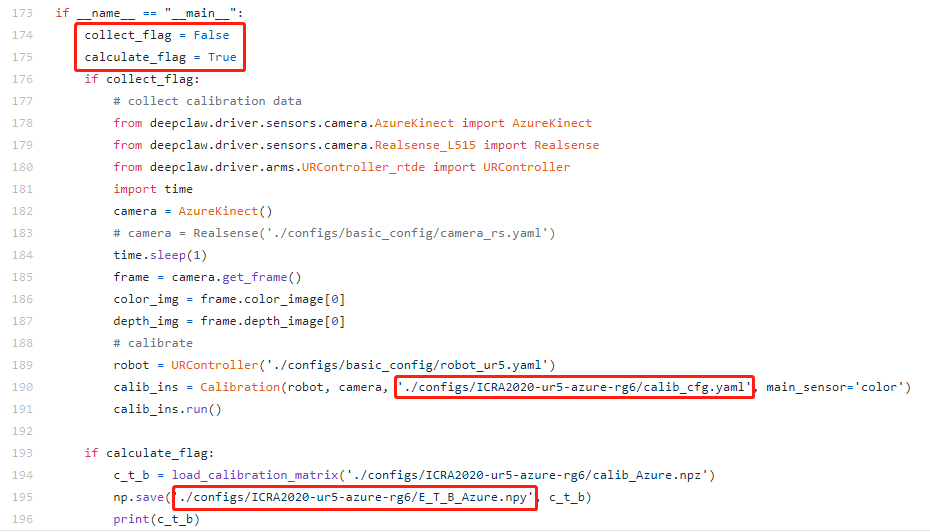 173 if __name__ == "__main__":
174 collect_flag = False
175 calculate_flag = True
176 if collect_flag:
177 # collect calibration data
178 from deepclaw.driver.sensors.camera.AzureKinect import AzureKinect
179 from deepclaw.driver.sensors.camera.Realsense_L515 import Realsense
180 from deepclaw.driver.arms.URController_rtde import URController
181 import time
182 camera = AzureKinect()
183 # camera = Realsense('./configs/basic_config/camera_rs.yaml')
184 time.sleep(1)
185 frame = camera.get_frame()
186 color_img = frame.color_image[0]
187 depth_img = frame.depth_image[0]
188 # calibrate
189 robot = URController('./configs/basic_config/robot_ur5.yaml')
190 calib_ins = Calibration(robot, camera, './configs/ICRA2020-ur5-azure-rg6/calib_cfg.yaml', main_sensor='color')
191 calib_ins.run()
192
193 if calculate_flag:
194 c_t_b = load_calibration_matrix('./configs/ICRA2020-ur5-azure-rg6/calib_Azure.npz')
195 np.save('./configs/ICRA2020-ur5-azure-rg6/E_T_B_Azure.npy', c_t_b)
196 print(c_t_b)